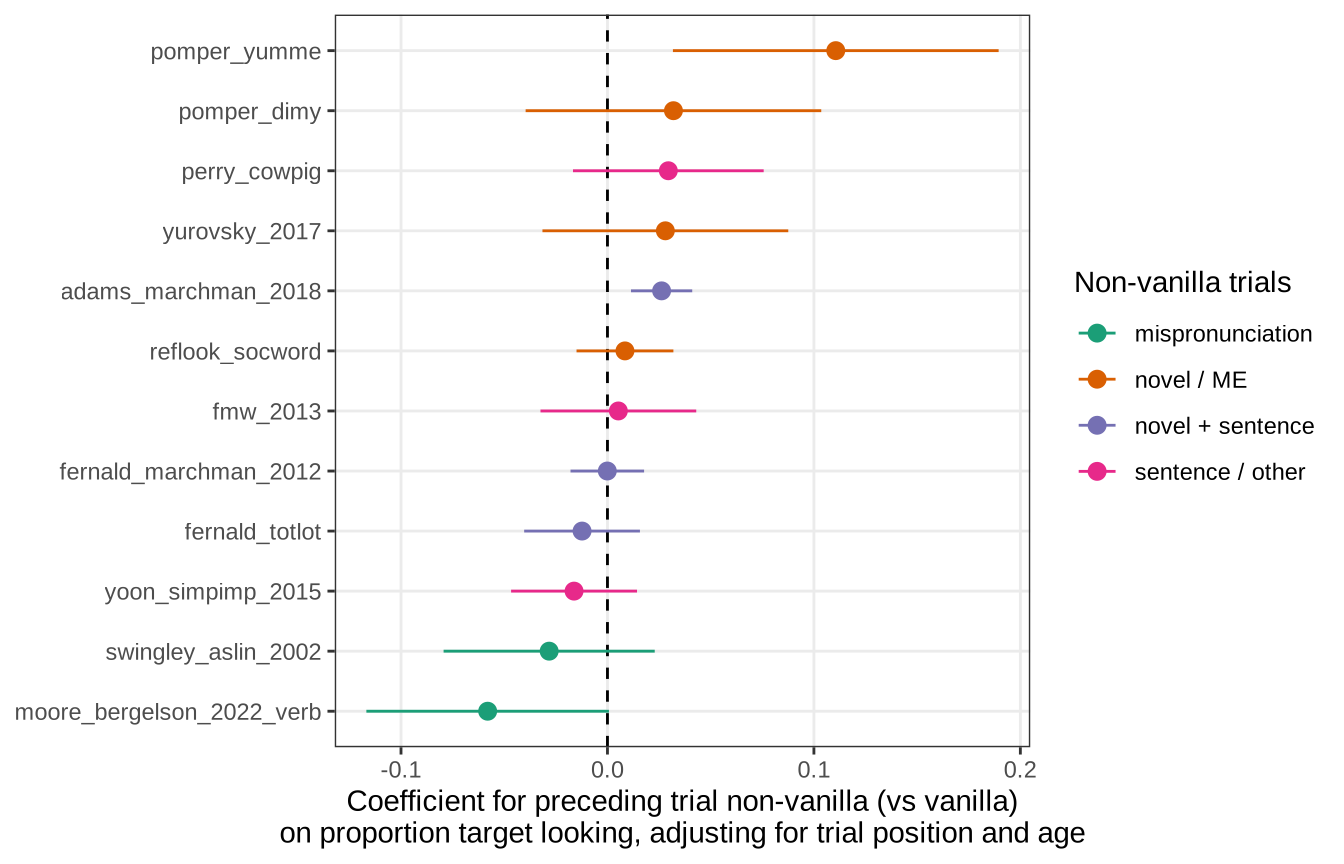 pomper_yumme
pomper_dimy
perry_cowpig
yurovsky_2017
adams_marchman_2018
reflook_socword
fmw_2013
fernald_marchman_2012
fernald_totlot
yoon_simpimp_2015
swingley_aslin_2002
moore_bergelson_2022_verb
-0.1
0.0
0.1
0.2
Coefficient for preceding trial non-vanilla (vs vanilla)
on proportion target looking, adjusting for trial position and age
Non-vanilla trials
mispronunciation
novel / ME
novel + sentence
sentence / other